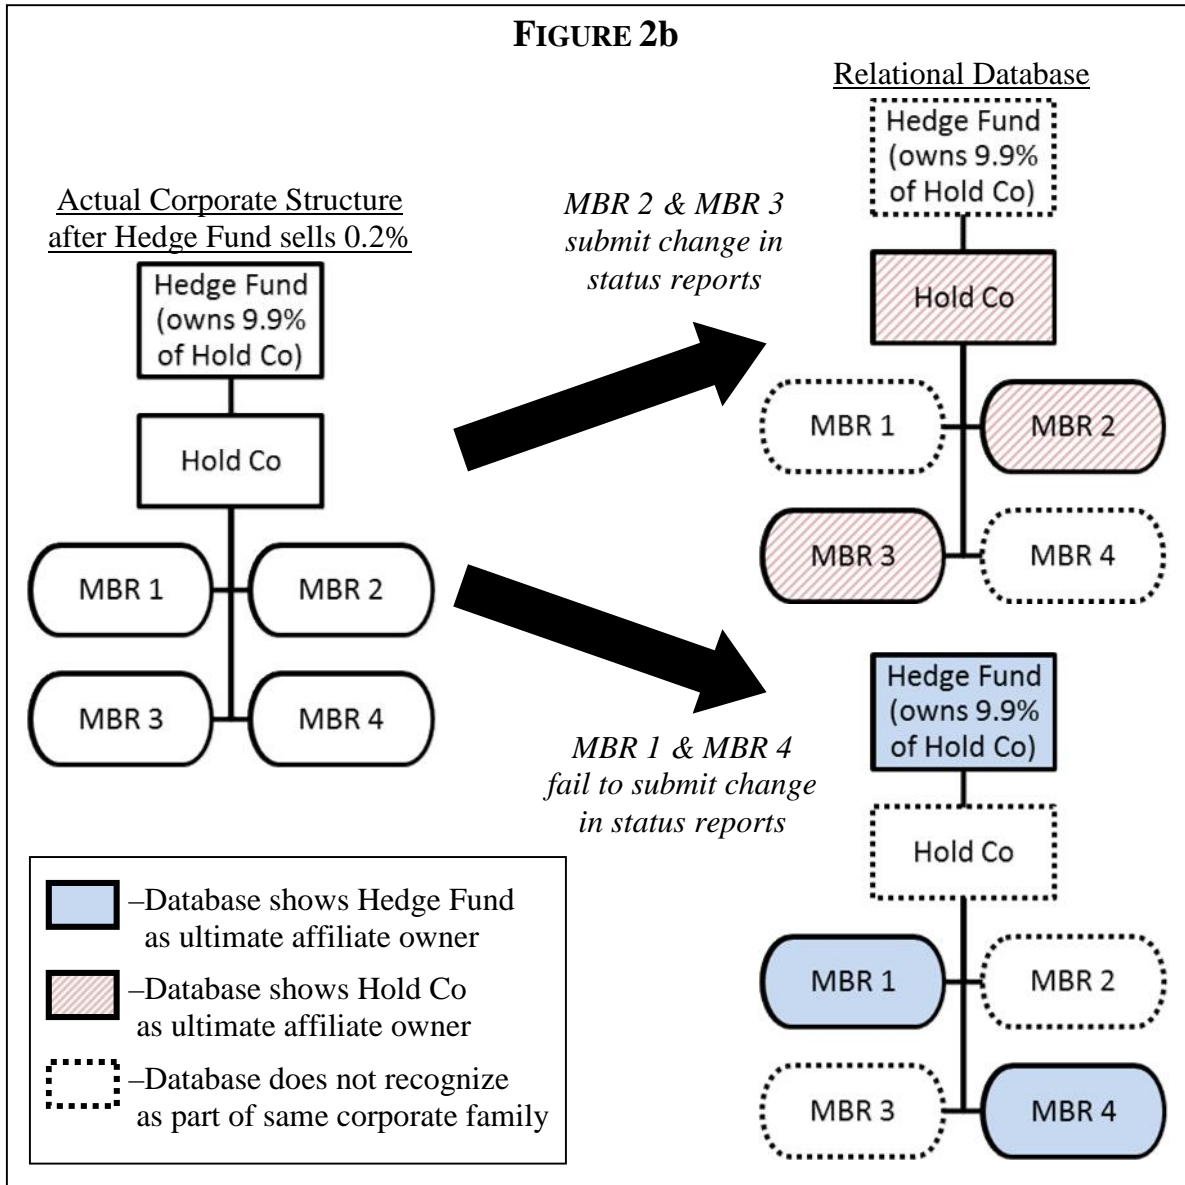 FIGURE 2b
Actual Corporate Structure
after Hedge Fund sells 0.2%
Hedge Fund
(owns 9.9%
of Hold Co)
Hold Co
MBR 1
MBR 2
MBR 3
MBR 4
MBR 2 & MBR 3
submit change in
status reports
Relational Database
Hedge Fund
(owns 9.9%
of Hold Co)
Hold Co
MBR 1
MBR 2
MBR 3
MBR 4
MBR 1 & MBR 4
fail to submit change
in status reports
Hedge Fund
(owns 9.9%
of Hold Co)
Hold Co
MBR 1
MBR 2
MBR 3
MBR 4
–Database shows Hedge Fund
as ultimate affiliate owner
–Database shows Hold Co
as ultimate affiliate owner
–Database does not recognize
as part of same corporate family